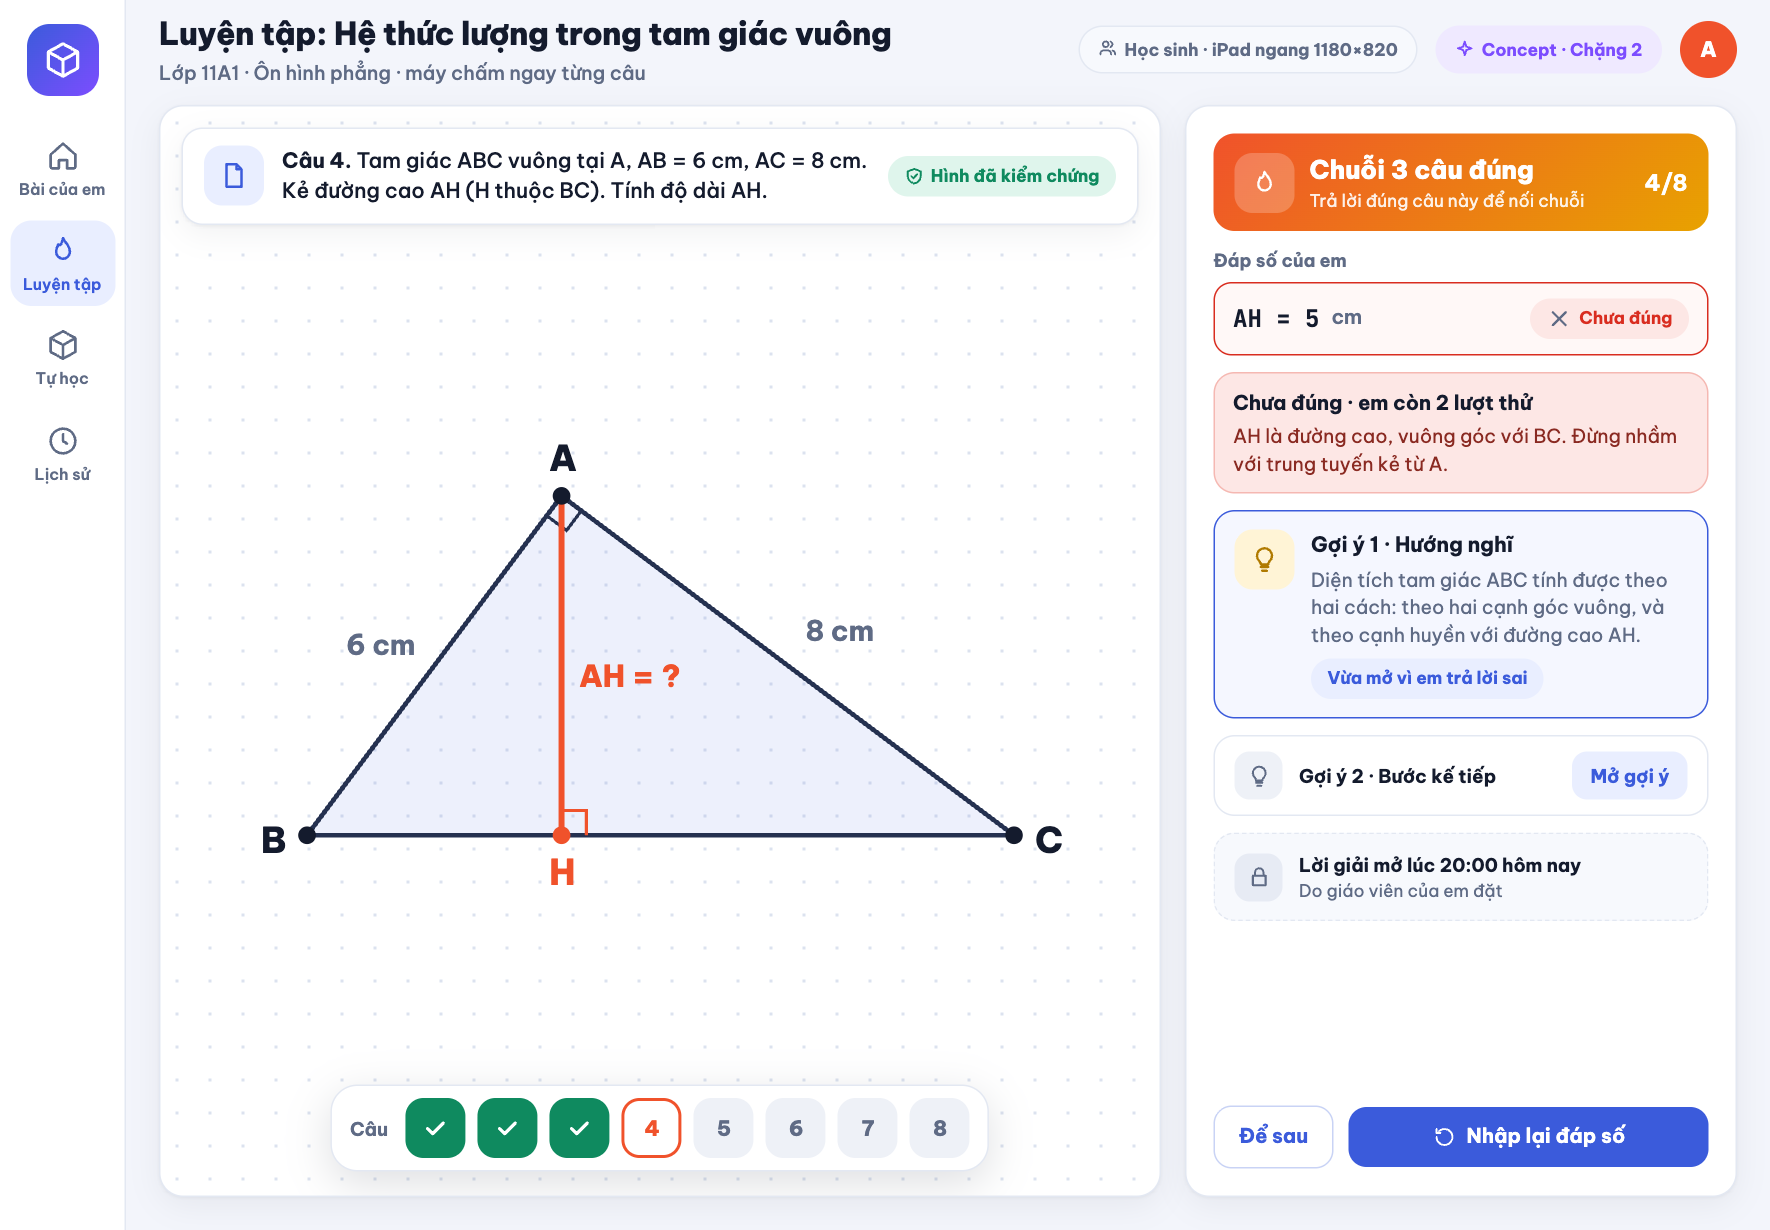 Luyện tập: Hệ thức lượng trong tam giác vuông
Lớp 11A1 · Ôn hình phẳng · máy chấm ngay từng câu
Học sinh · iPad ngang 1180×820
Concept · Chặng 2
A
Bài của em
Luyện tập
Tự học
Lịch sử
Câu 4. Tam giác ABC vuông tại A, AB = 6 cm, AC = 8 cm.
Kẻ đường cao AH (H thuộc BC). Tính độ dài AH.
Hình đã kiểm chứng
A
6 cm
8 cm
AH = ?
B
C
H
Câu
4
5
6
7
8
Chuỗi 3 câu đúng
Trả lời đúng câu này để nối chuỗi
4/8
Đáp số của em
AH = 5 cm
Chưa đúng
Chưa đúng · em còn 2 lượt thử
AH là đường cao, vuông góc với BC. Đừng nhầm
với trung tuyến kẻ từ A.
Gợi ý 1 · Hướng nghĩ
Diện tích tam giác ABC tính được theo
hai cách: theo hai cạnh góc vuông, và
theo cạnh huyền với đường cao AH.
Vừa mở vì em trả lời sai
Gợi ý 2 · Bước kế tiếp
Mở gợi ý
Lời giải mở lúc 20:00 hôm nay
Do giáo viên của em đặt
Để sau
Nhập lại đáp số